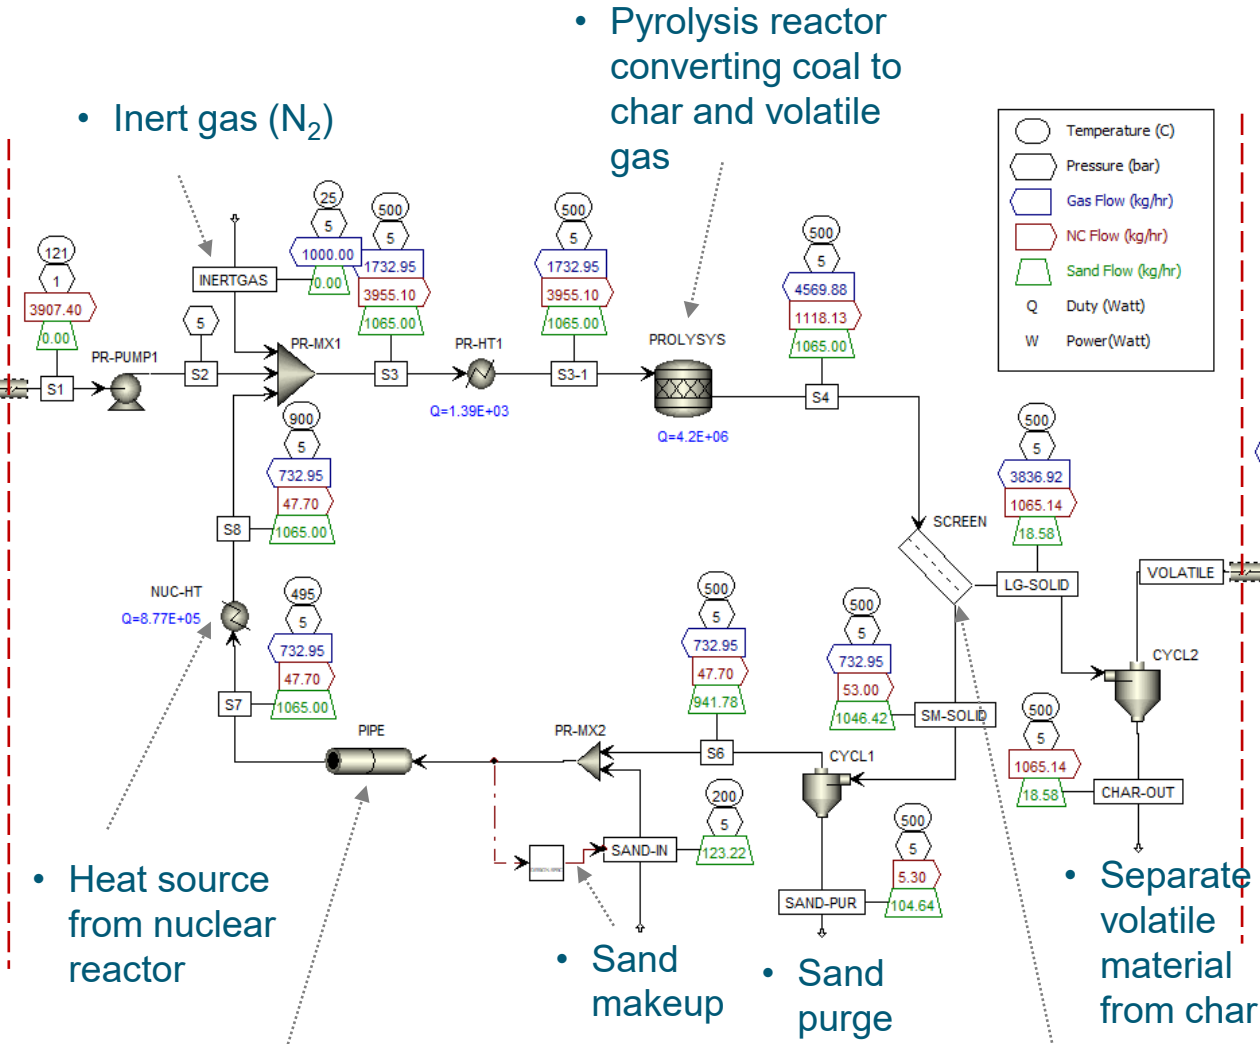 • Pyrolysis reactor
converting coal to
char and volatile
gas
• Inert gas (N₂)
Temperature (C)
Pressure (bar)
Gas Flow (kg/hr)
NC Flow (kg/hr)
Sand Flow (kg/hr)
Q Duty (Watt)
W Power(Watt)
121
1
3907.40
0.00
S1
PR-PUMP1
5
S2
25
5
1000.00
0.00
INERTGAS
PR-MX1
500
5
1732.95
3955.10
1065.00
S3
PR-HT1
Q=1.39E+03
500
5
1732.95
3955.10
1065.00
S3-1
PROLYSYS
Q=4.2E+06
500
5
4569.88
1118.13
1065.00
S4
900
5
732.95
47.70
1065.00
S8
NUC-HT
Q=8.77E+05
495
5
732.95
47.70
1065.00
S7
PIPE
PR-MX2
500
5
732.95
47.70
941.78
S6
CYCL1
500
5
732.95
53.00
1046.42
SM-SOLID
SCREEN
500
5
3836.92
1065.14
18.58
LG-SOLID
VOLATILE
CYCL2
500
5
1065.14
18.58
CHAR-OUT
200
5
123.22
SAND-IN
500
5
5.30
104.64
SAND-PUR
• Heat source
from nuclear
reactor
• Sand
makeup
• Sand
purge
• Separate
volatile
material
from char